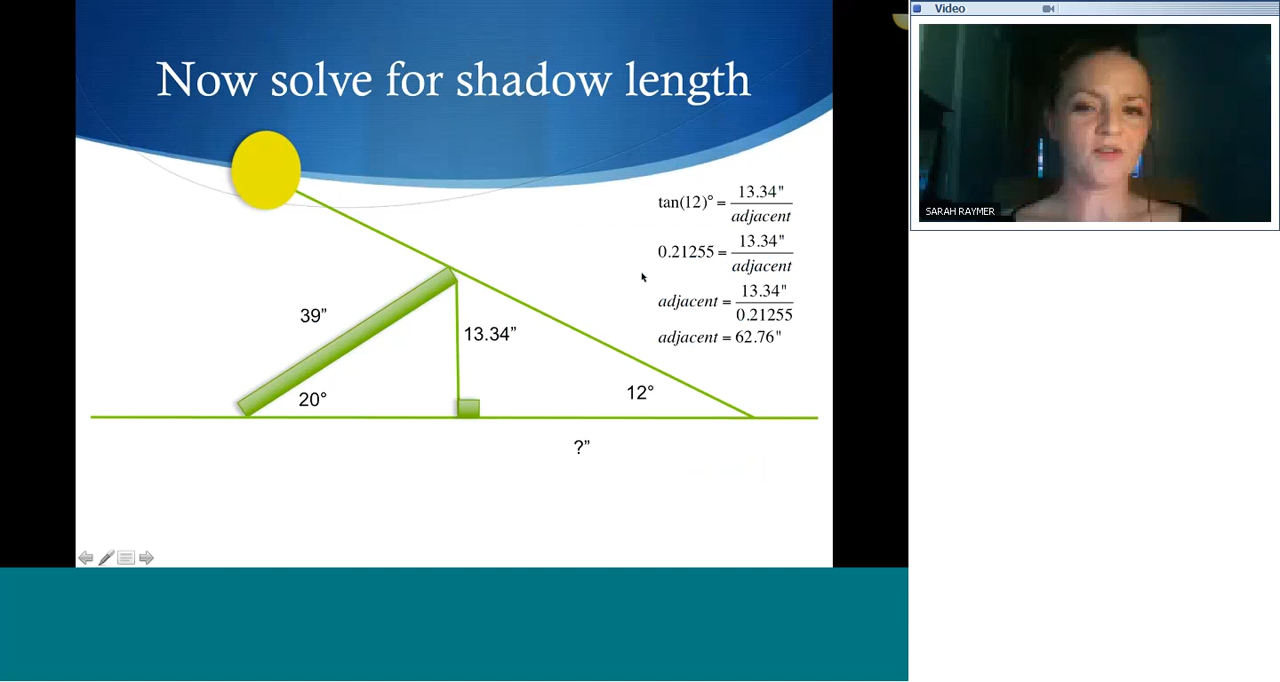 Now solve for shadow length
tan(12)° = 13.34" / adjacent
0.21255 = 13.34" / adjacent
adjacent = 13.34" / 0.21255
adjacent = 62.76"
39”
13.34”
20°
12°
?”
Video
SARAH RAYMER